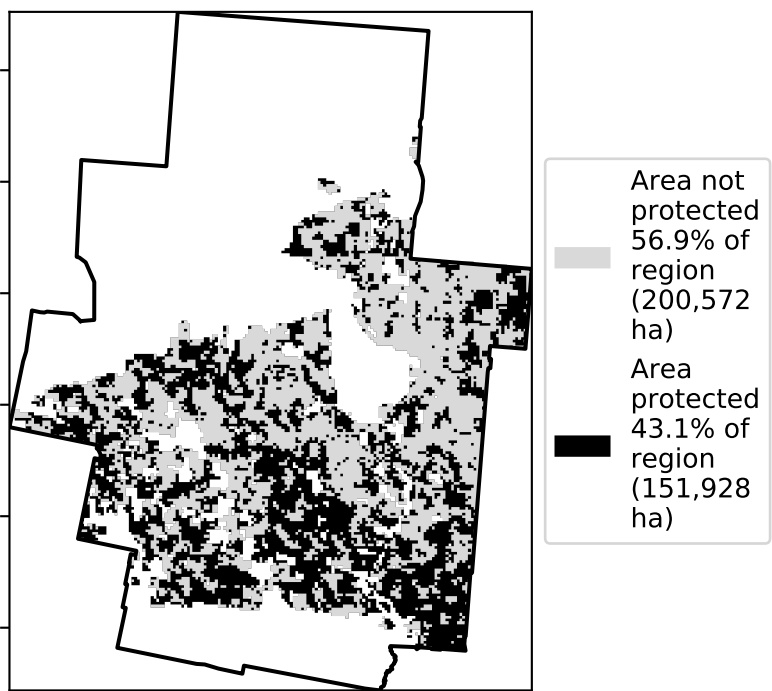 Area not
protected
56.9% of
region
(200,572
ha)
Area
protected
43.1% of
region
(151,928
ha)